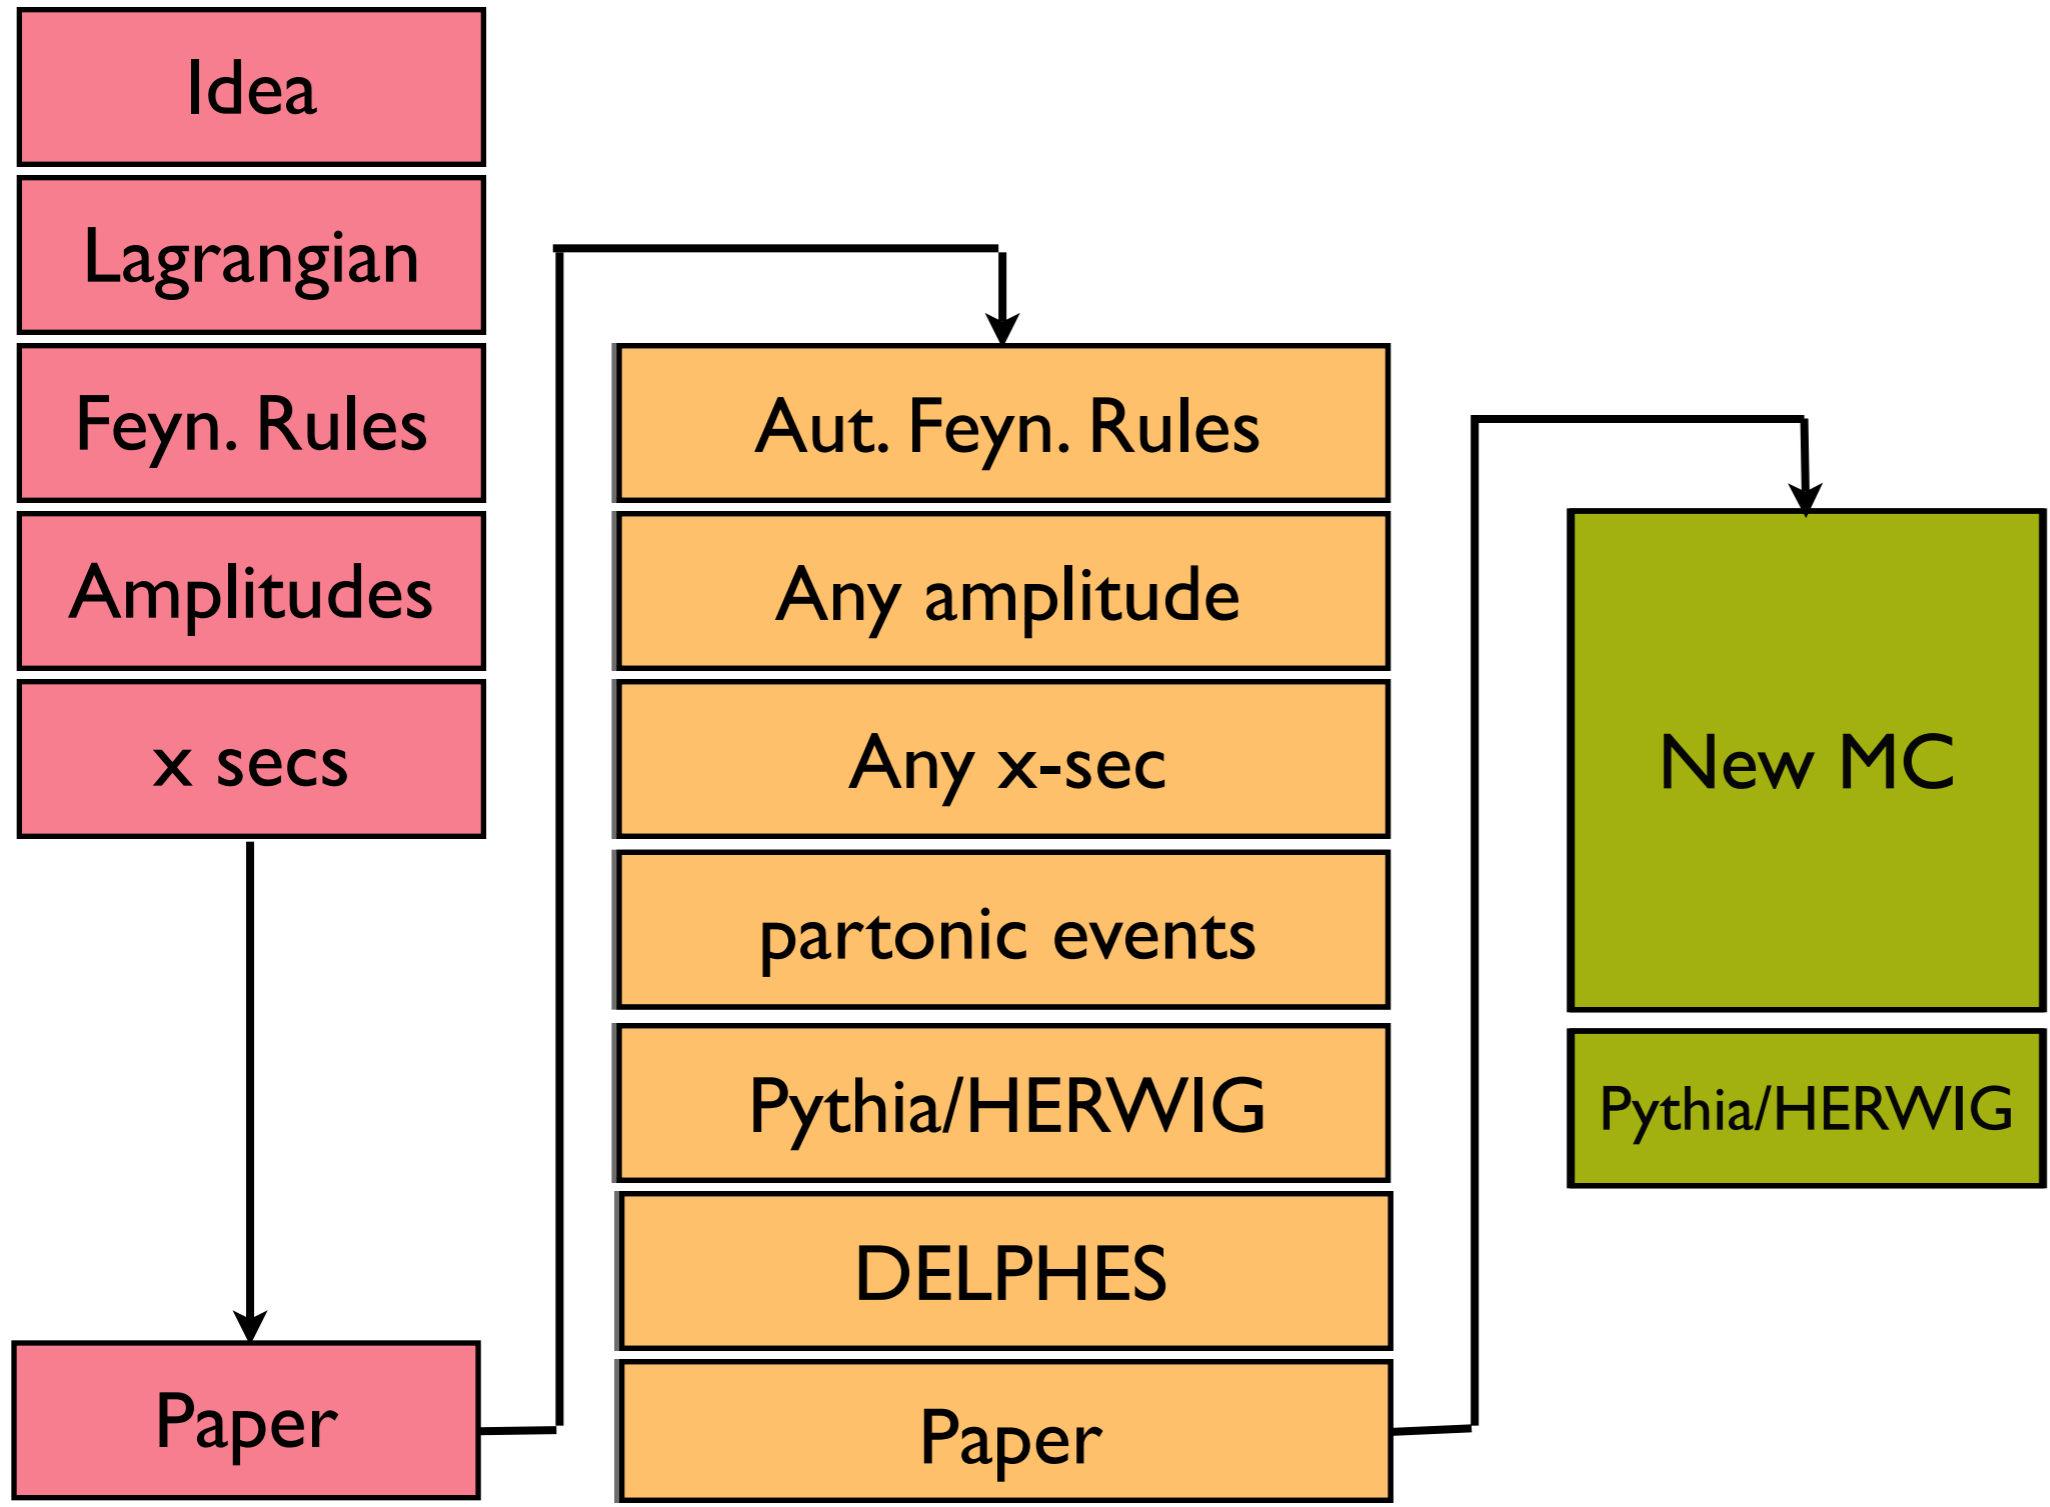 Idea
Lagrangian
Feyn. Rules
Amplitudes
x secs
Paper
Aut. Feyn. Rules
Any amplitude
Any x-sec
partonic events
Pythia/HERWIG
DELPHES
Paper
New MC
Pythia/HERWIG